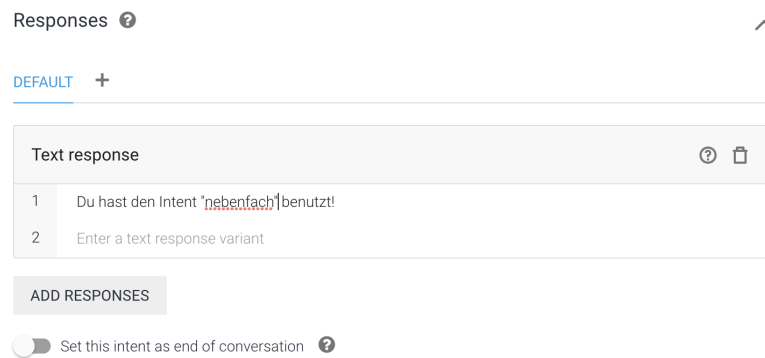 Responses
DEFAULT +
Text response
1 Du hast den Intent "nebenfach" benutzt!
2 Enter a text response variant
ADD RESPONSES
Set this intent as end of conversation